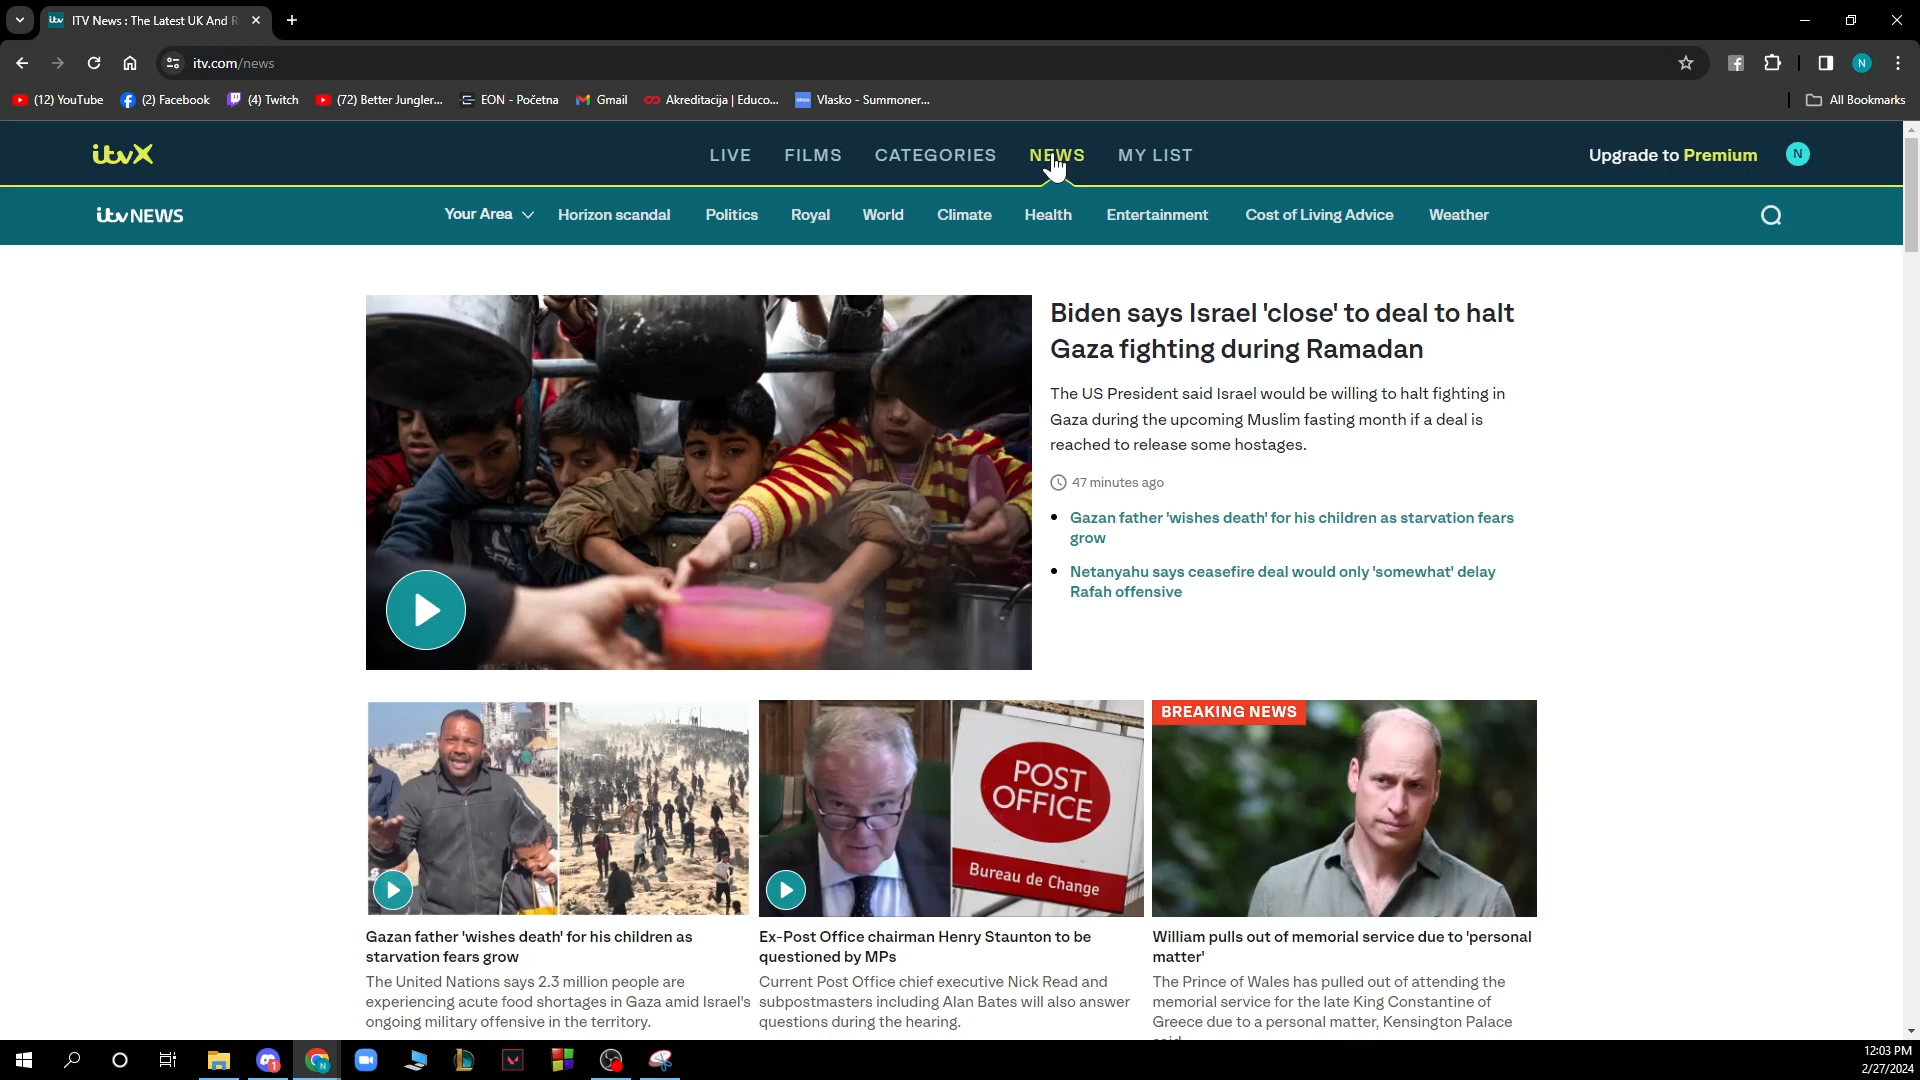 ITV News : The Latest UK And R
itv.com/news
(12) YouTube
(2) Facebook
(4) Twitch
(72) Better Jungler...
EON - Početna
Gmail
Akreditacija | Educo...
Vlasko - Summoner...
All Bookmarks
itvX
LIVE
FILMS
CATEGORIES
NEWS
MY LIST
Upgrade to Premium
N
itv NEWS
Your Area
Horizon scandal
Politics
Royal
World
Climate
Health
Entertainment
Cost of Living Advice
Weather
Biden says Israel 'close' to deal to halt
Gaza fighting during Ramadan
The US President said Israel would be willing to halt fighting in
Gaza during the upcoming Muslim fasting month if a deal is
reached to release some hostages.
47 minutes ago
• Gazan father 'wishes death' for his children as starvation fears
grow
• Netanyahu says ceasefire deal would only 'somewhat' delay
Rafah offensive
POST
OFFICE
Bureau de Change
BREAKING NEWS
Gazan father 'wishes death' for his children as
starvation fears grow
The United Nations says 2.3 million people are
experiencing acute food shortages in Gaza amid Israel's
ongoing military offensive in the territory.
Ex-Post Office chairman Henry Staunton to be
questioned by MPs
Current Post Office chief executive Nick Read and
subpostmasters including Alan Bates will also answer
questions during the hearing.
William pulls out of memorial service due to 'personal
matter'
The Prince of Wales has pulled out of attending the
memorial service for the late King Constantine of
Greece due to a personal matter, Kensington Palace
12:03 PM
2/27/2024